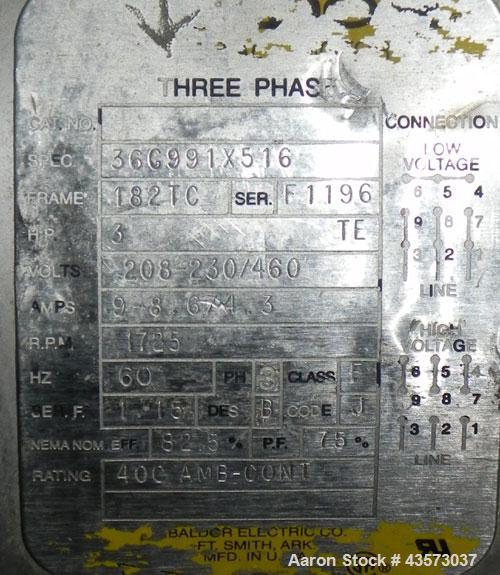 THREE PHASE
CAT. NO.
SPEC. 36G991X516
FRAME 182TC SER. F1196
H.P. 3 TE
VOLTS 208-230/460
AMPS 9-8.6/4.3
R.P.M. 1725
HZ 60 PH 3 CLASS F
SER. F. 1.15 DES B CODE J
NEMA NOM EFF. 82.5 % P.F. 75 %
RATING 40C AMB-CONT
CONNECTION
LOW
VOLTAGE
6 5 4
9 8 7
3 2 1
LINE
HIGH
VOLTAGE
6 5 4
9 8 7
3 2 1
LINE
BALDOR ELECTRIC CO.
FT. SMITH, ARK
MFD. IN U.
Aaron Stock # 43573037